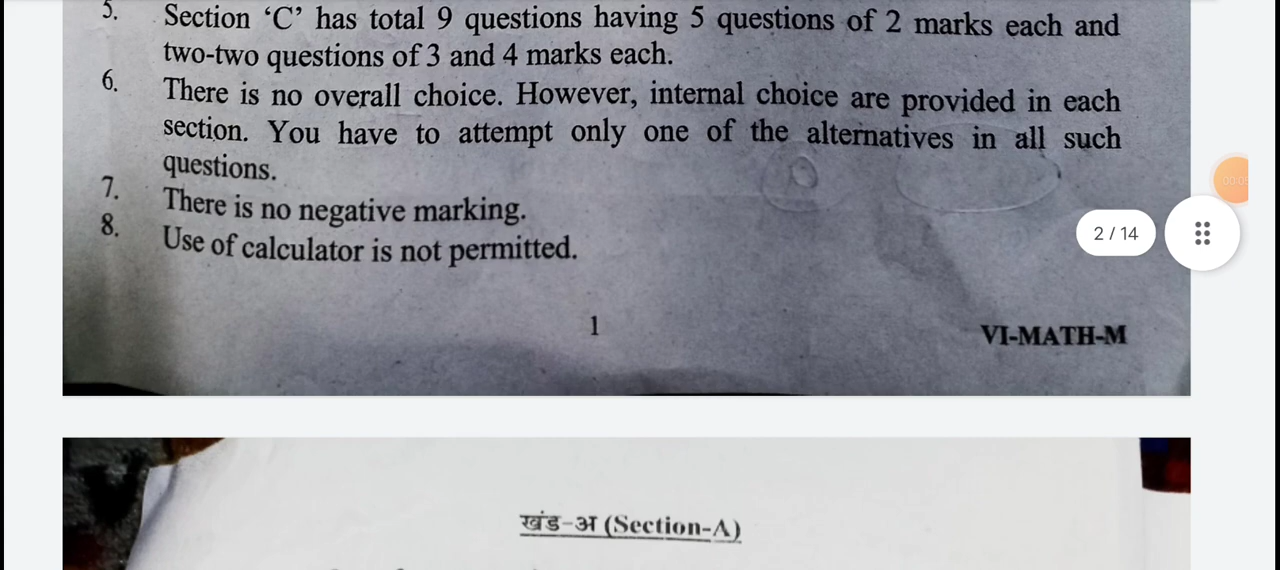 5. Section ‘C’ has total 9 questions having 5 questions of 2 marks each and
two-two questions of 3 and 4 marks each.
6. There is no overall choice. However, internal choice are provided in each
section. You have to attempt only one of the alternatives in all such
questions.
7. There is no negative marking.
8. Use of calculator is not permitted.
2 / 14
1
VI-MATH-M
खंड-अ (Section-A)